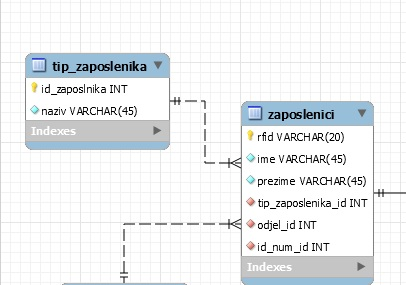 tip_zaposlenika
id_zaposlnika INT
naziv VARCHAR(45)
Indexes
zaposlenici
rfid VARCHAR(20)
ime VARCHAR(45)
prezime VARCHAR(45)
tip_zaposlenika_id INT
odjel_id INT
id_num_id INT
Indexes